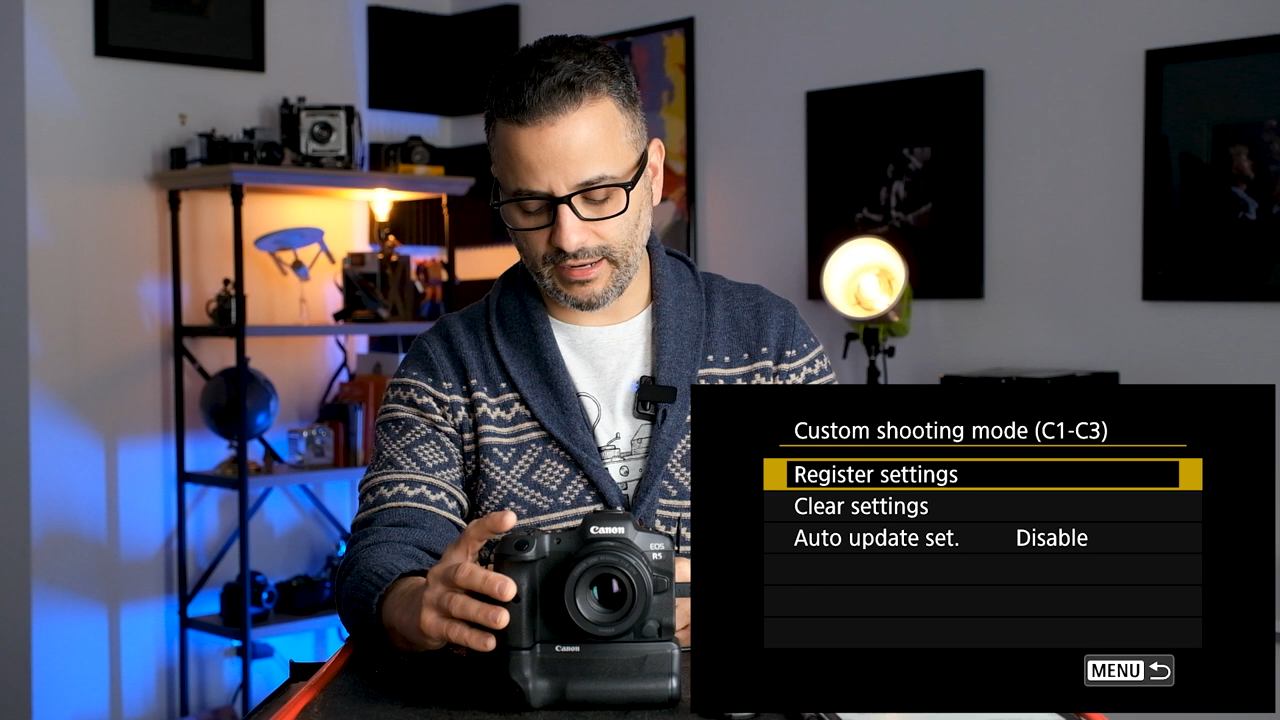 Canon
EOS
R5
Canon
Custom shooting mode (C1-C3)
Register settings
Clear settings
Auto update set. Disable
MENU